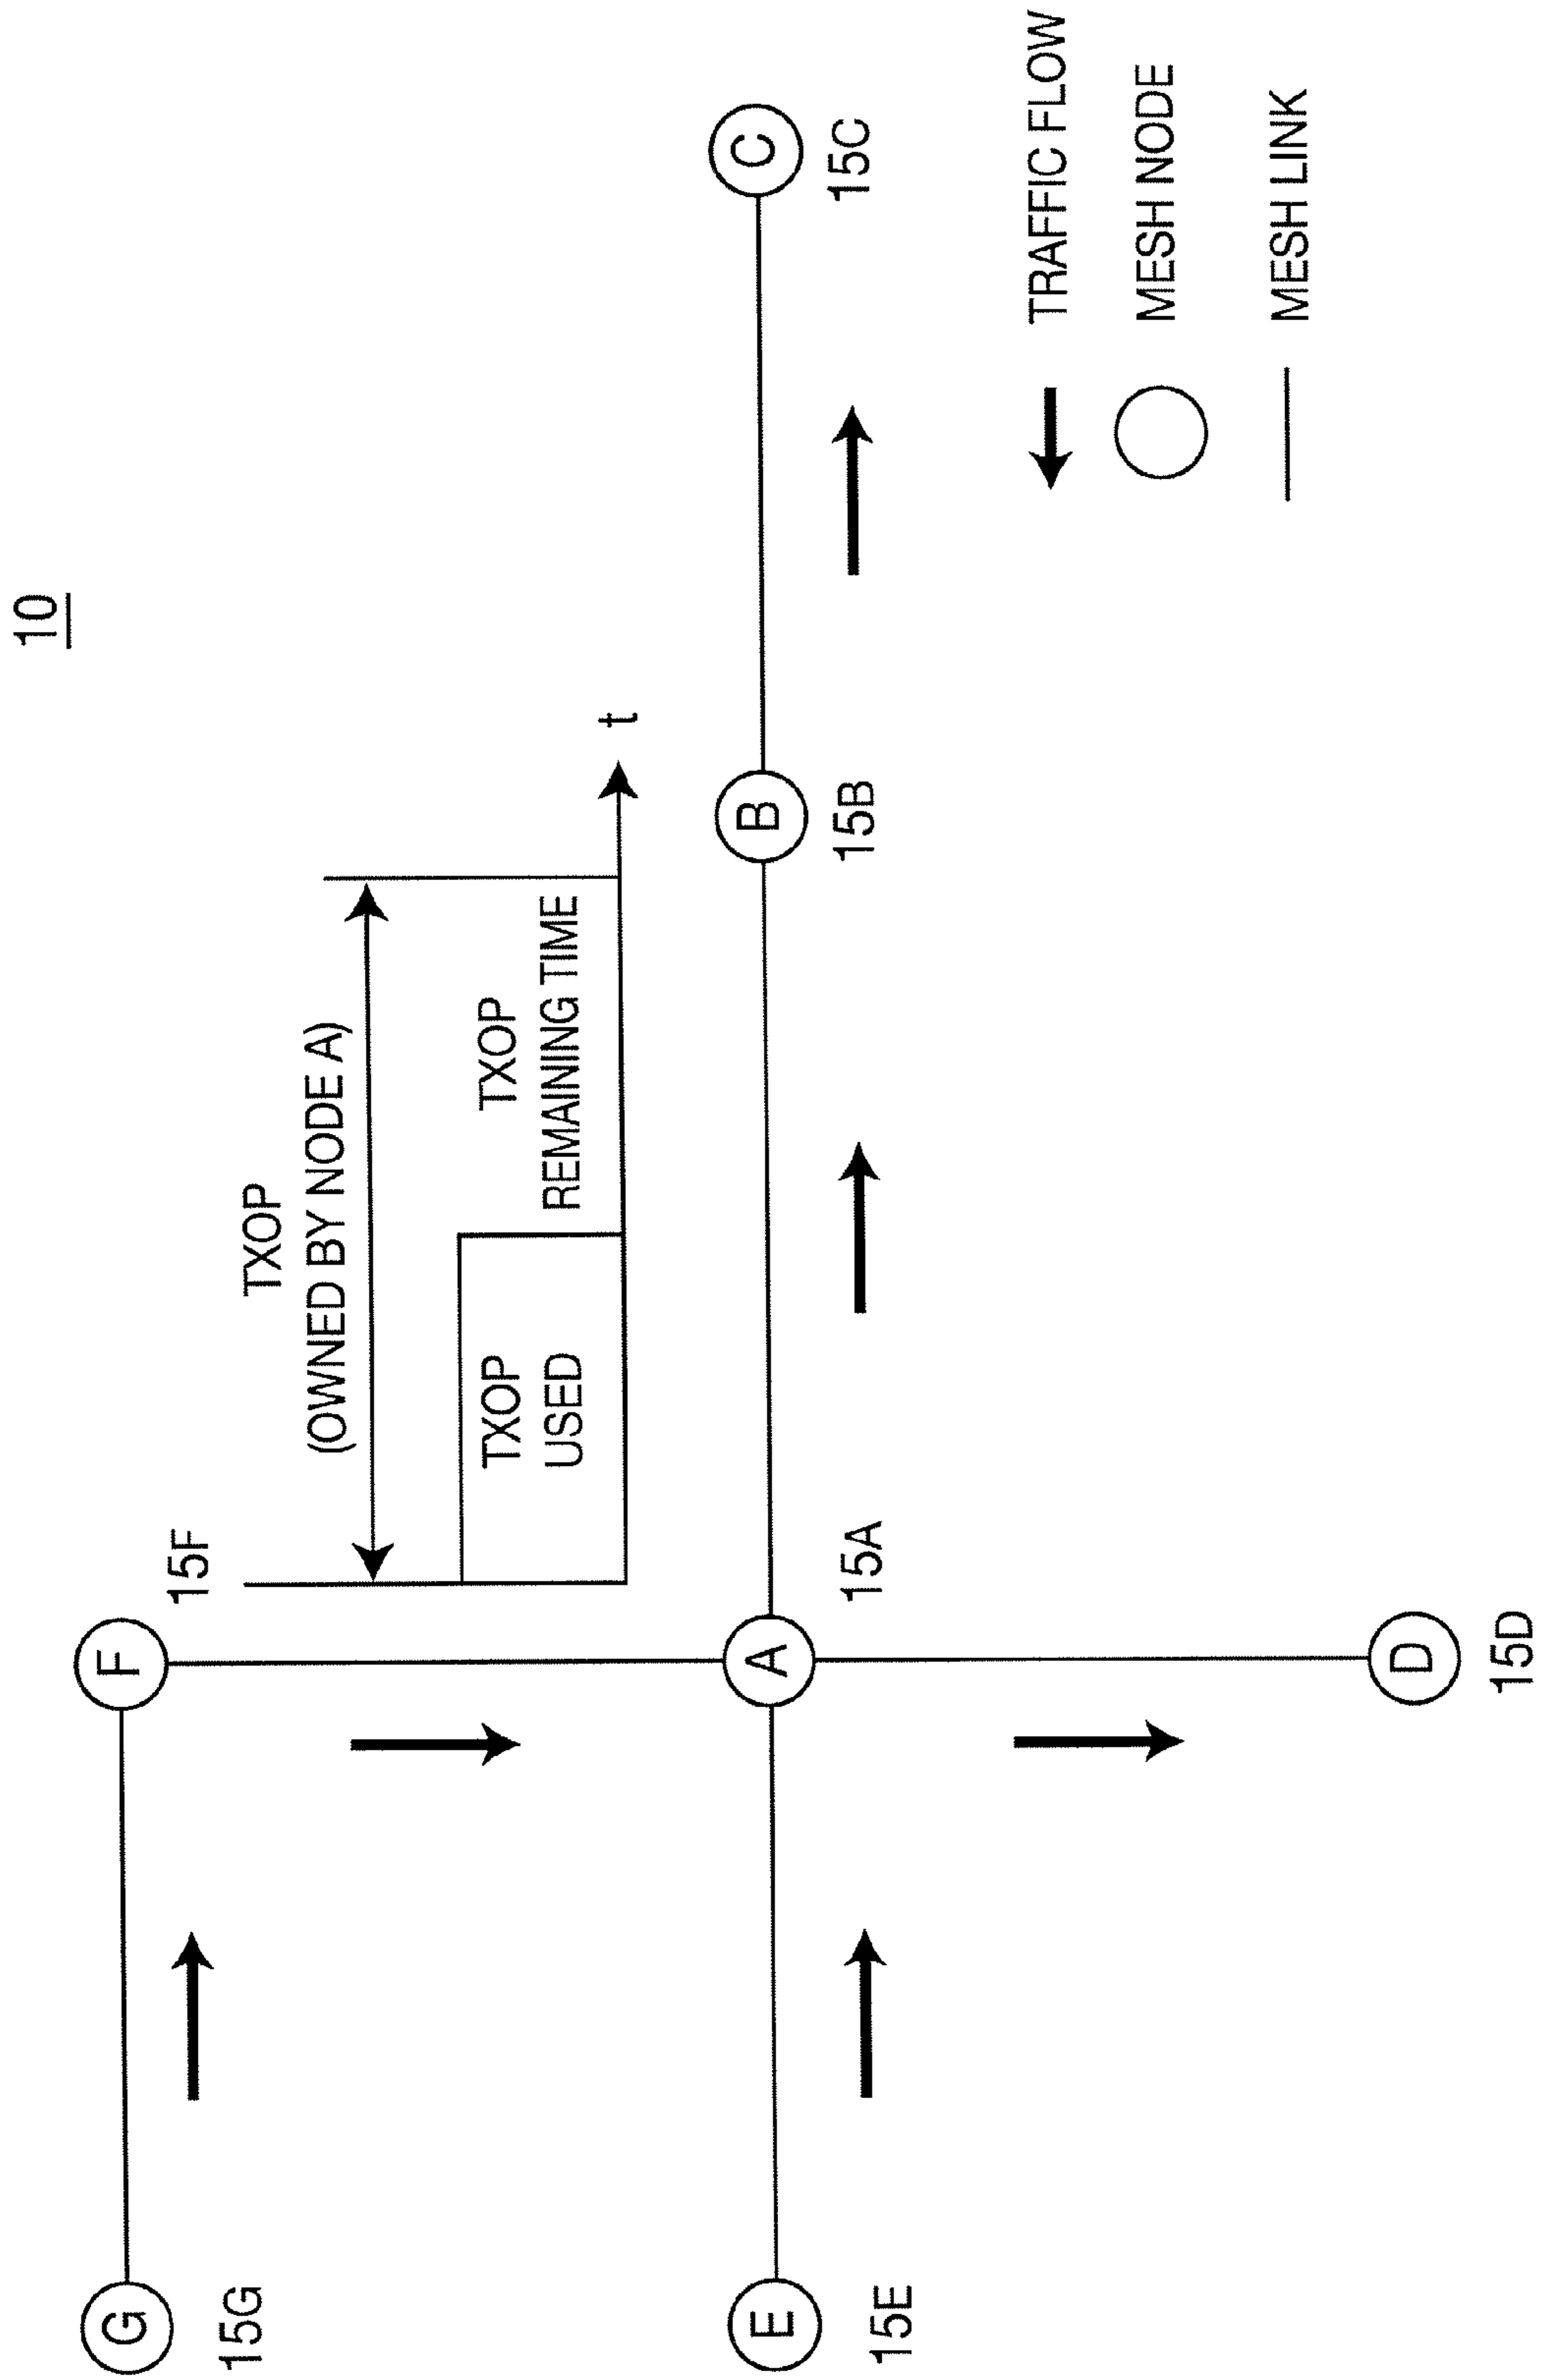 10
G
15G
F
15F
TXOP
(OWNED BY NODE A)
TXOP
USED
TXOP
REMAINING TIME
t
E
15E
A
15A
B
15B
C
15C
D
15D
TRAFFIC FLOW
MESH NODE
MESH LINK